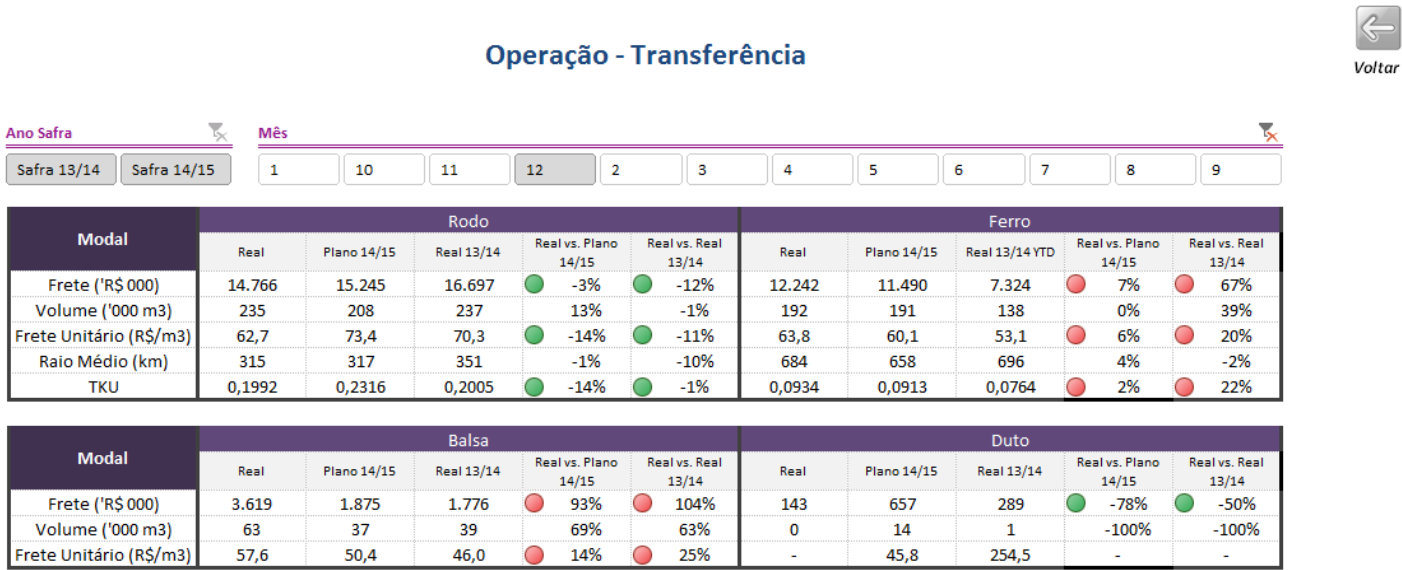 Operação - Transferência
Voltar
Ano Safra
Mês
Safra 13/14 Safra 14/15 1 10 11 12 2 3 4 5 6 7 8 9
Modal Rodo Ferro
Real Plano 14/15 Real 13/14 Real vs. Plano 14/15 Real vs. Real 13/14 Real Plano 14/15 Real 13/14 YTD Real vs. Plano 14/15 Real vs. Real 13/14
Frete ('R$ 000) 14.766 15.245 16.697 -3% -12% 12.242 11.490 7.324 7% 67%
Volume ('000 m3) 235 208 237 13% -1% 192 191 138 0% 39%
Frete Unitário (R$/m3) 62,7 73,4 70,3 -14% -11% 63,8 60,1 53,1 6% 20%
Raio Médio (km) 315 317 351 -1% -10% 684 658 696 4% -2%
TKU 0,1992 0,2316 0,2005 -14% -1% 0,0934 0,0913 0,0764 2% 22%
Modal Balsa Duto
Real Plano 14/15 Real 13/14 Real vs. Plano 14/15 Real vs. Real 13/14 Real Plano 14/15 Real 13/14 Real vs. Plano 14/15 Real vs. Real 13/14
Frete ('R$ 000) 3.619 1.875 1.776 93% 104% 143 657 289 -78% -50%
Volume ('000 m3) 63 37 39 69% 63% 0 14 1 -100% -100%
Frete Unitário (R$/m3) 57,6 50,4 46,0 14% 25% - 45,8 254,5 - -